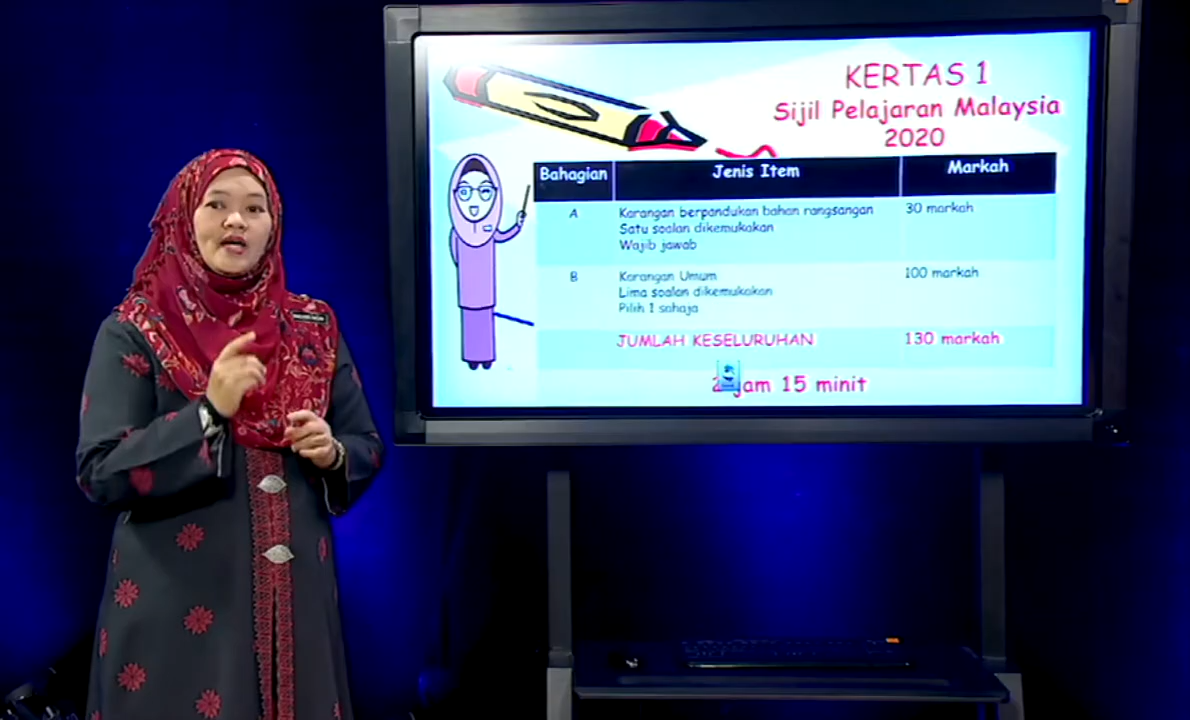 KERTAS 1
Sijil Pelajaran Malaysia
2020
Bahagian Jenis Item Markah
A Karangan berpandukan bahan rangsangan 30 markah
Satu soalan dikemukakan
Wajib jawab
B Karangan Umum 100 markah
Lima soalan dikemukakan
Pilih 1 sahaja
JUMLAH KESELURUHAN 130 markah
2 jam 15 minit